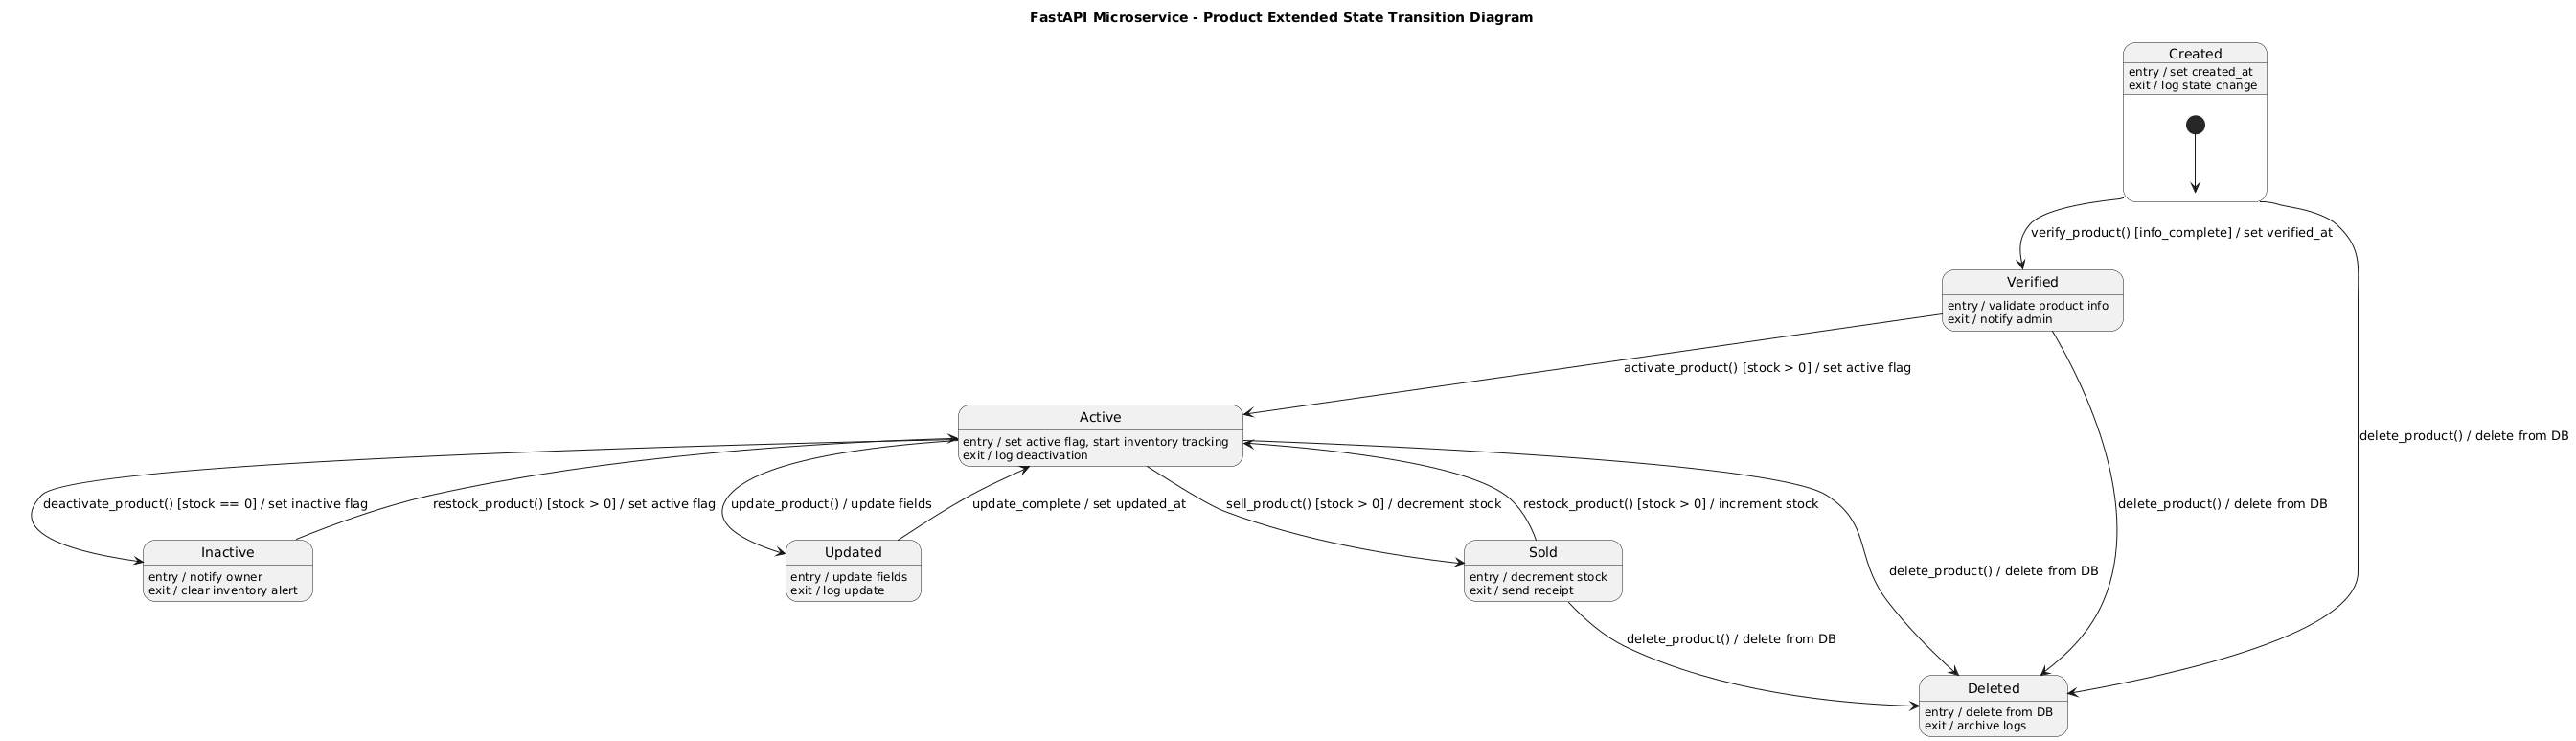 FastAPI Microservice - Product Extended State Transition Diagram
Created
entry / set created_at
exit / log state change
verify_product() [info_complete] / set verified_at
Verified
entry / validate product info
exit / notify admin
activate_product() [stock > 0] / set active flag
Active
entry / set active flag, start inventory tracking
exit / log deactivation
delete_product() / delete from DB
deactivate_product() [stock == 0] / set inactive flag
restock_product() [stock > 0] / set active flag
update_product() / update fields
update_complete / set updated_at
sell_product() [stock > 0] / decrement stock
restock_product() [stock > 0] / increment stock
delete_product() / delete from DB
Inactive
entry / notify owner
exit / clear inventory alert
Updated
entry / update fields
exit / log update
Sold
entry / decrement stock
exit / send receipt
delete_product() / delete from DB
delete_product() / delete from DB
Deleted
entry / delete from DB
exit / archive logs